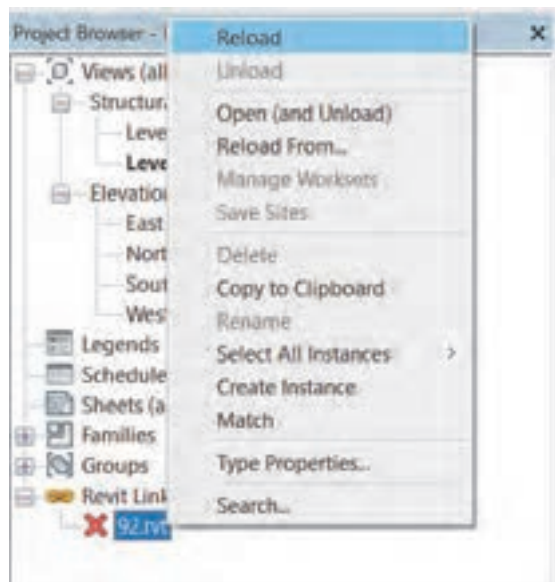 Project Browser -
Views (all
Structur
Leve
Leve
Elevation
East
Nort
Sout
West
Legends
Schedule
Sheets (a
Families
Groups
Revit Link
92.rvt
Reload
Unload
Open (and Unload)
Reload From...
Manage Worksets
Save Sites
Delete
Copy to Clipboard
Rename
Select All Instances
Create Instance
Match
Type Properties...
Search...